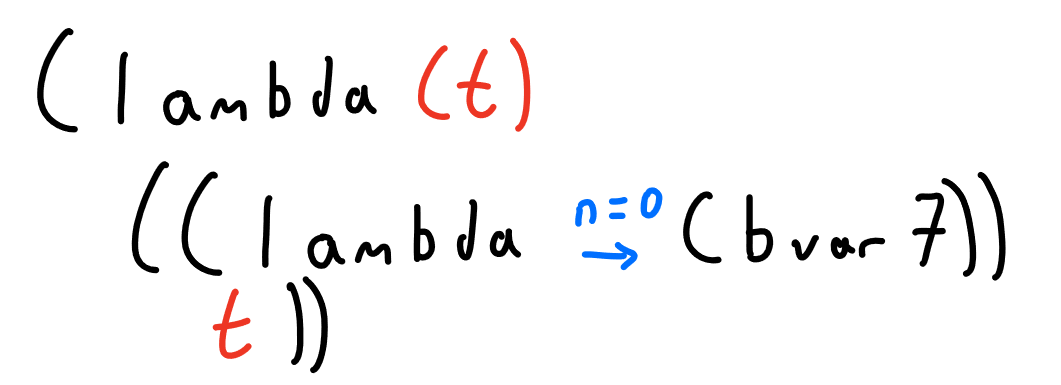 (lambda (t)
((lambda n=0 → (bvar 7))
t))